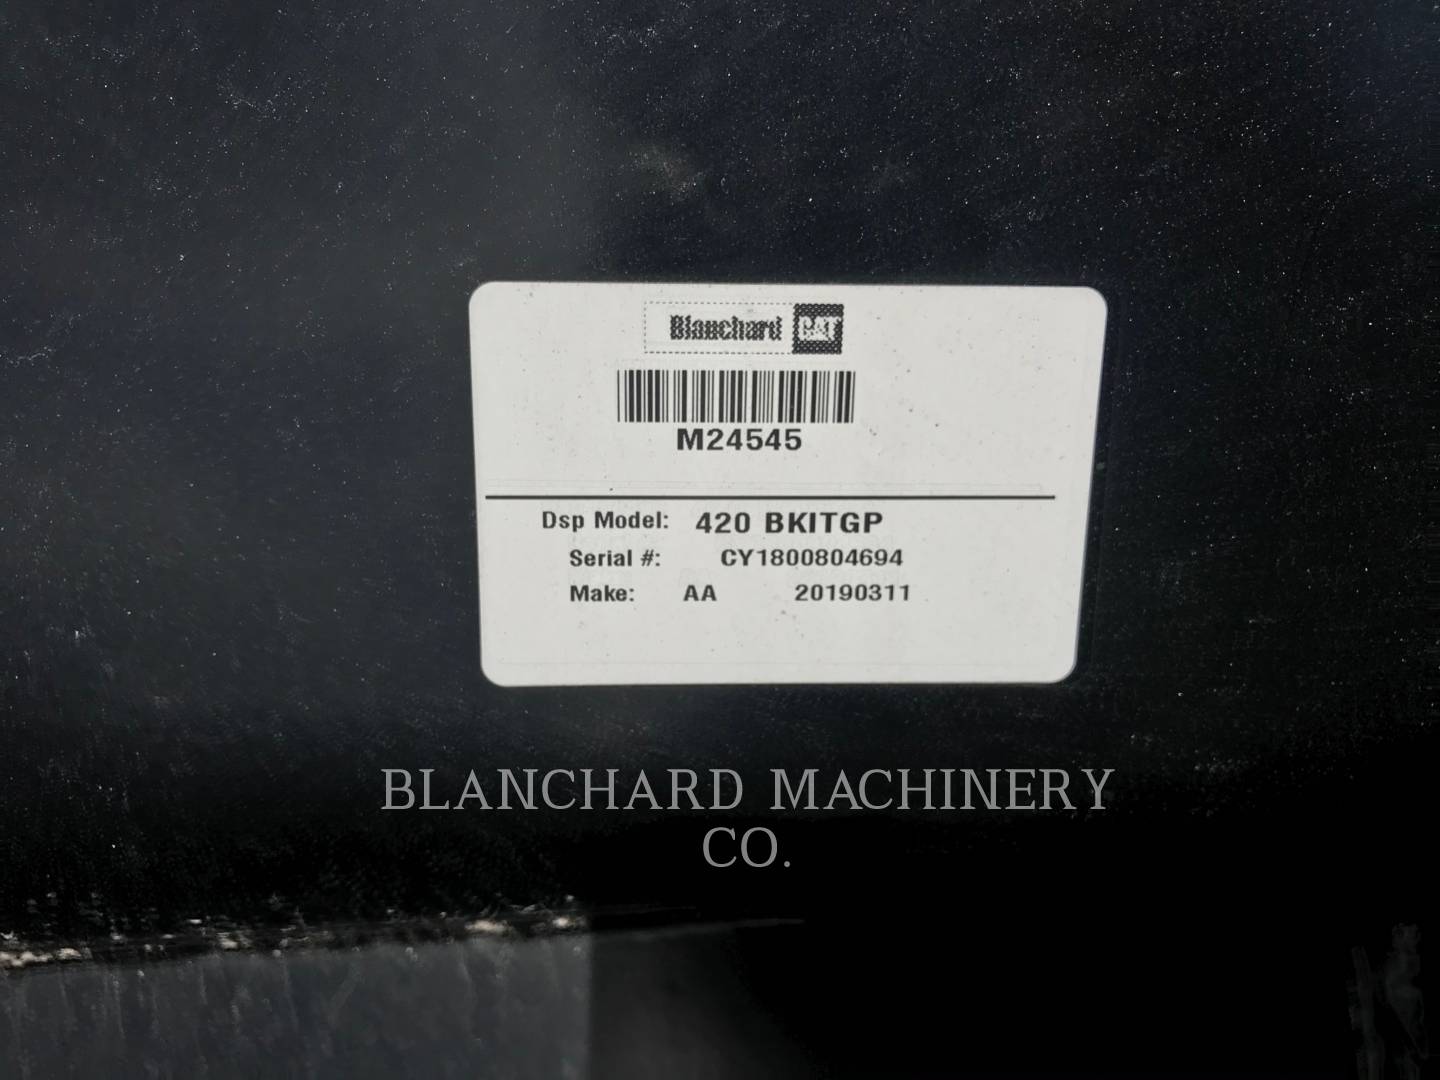 Blanchard CAT
M24545
Dsp Model: 420 BKITGP
Serial #: CY1800804694
Make: AA 20190311
BLANCHARD MACHINERY
CO.